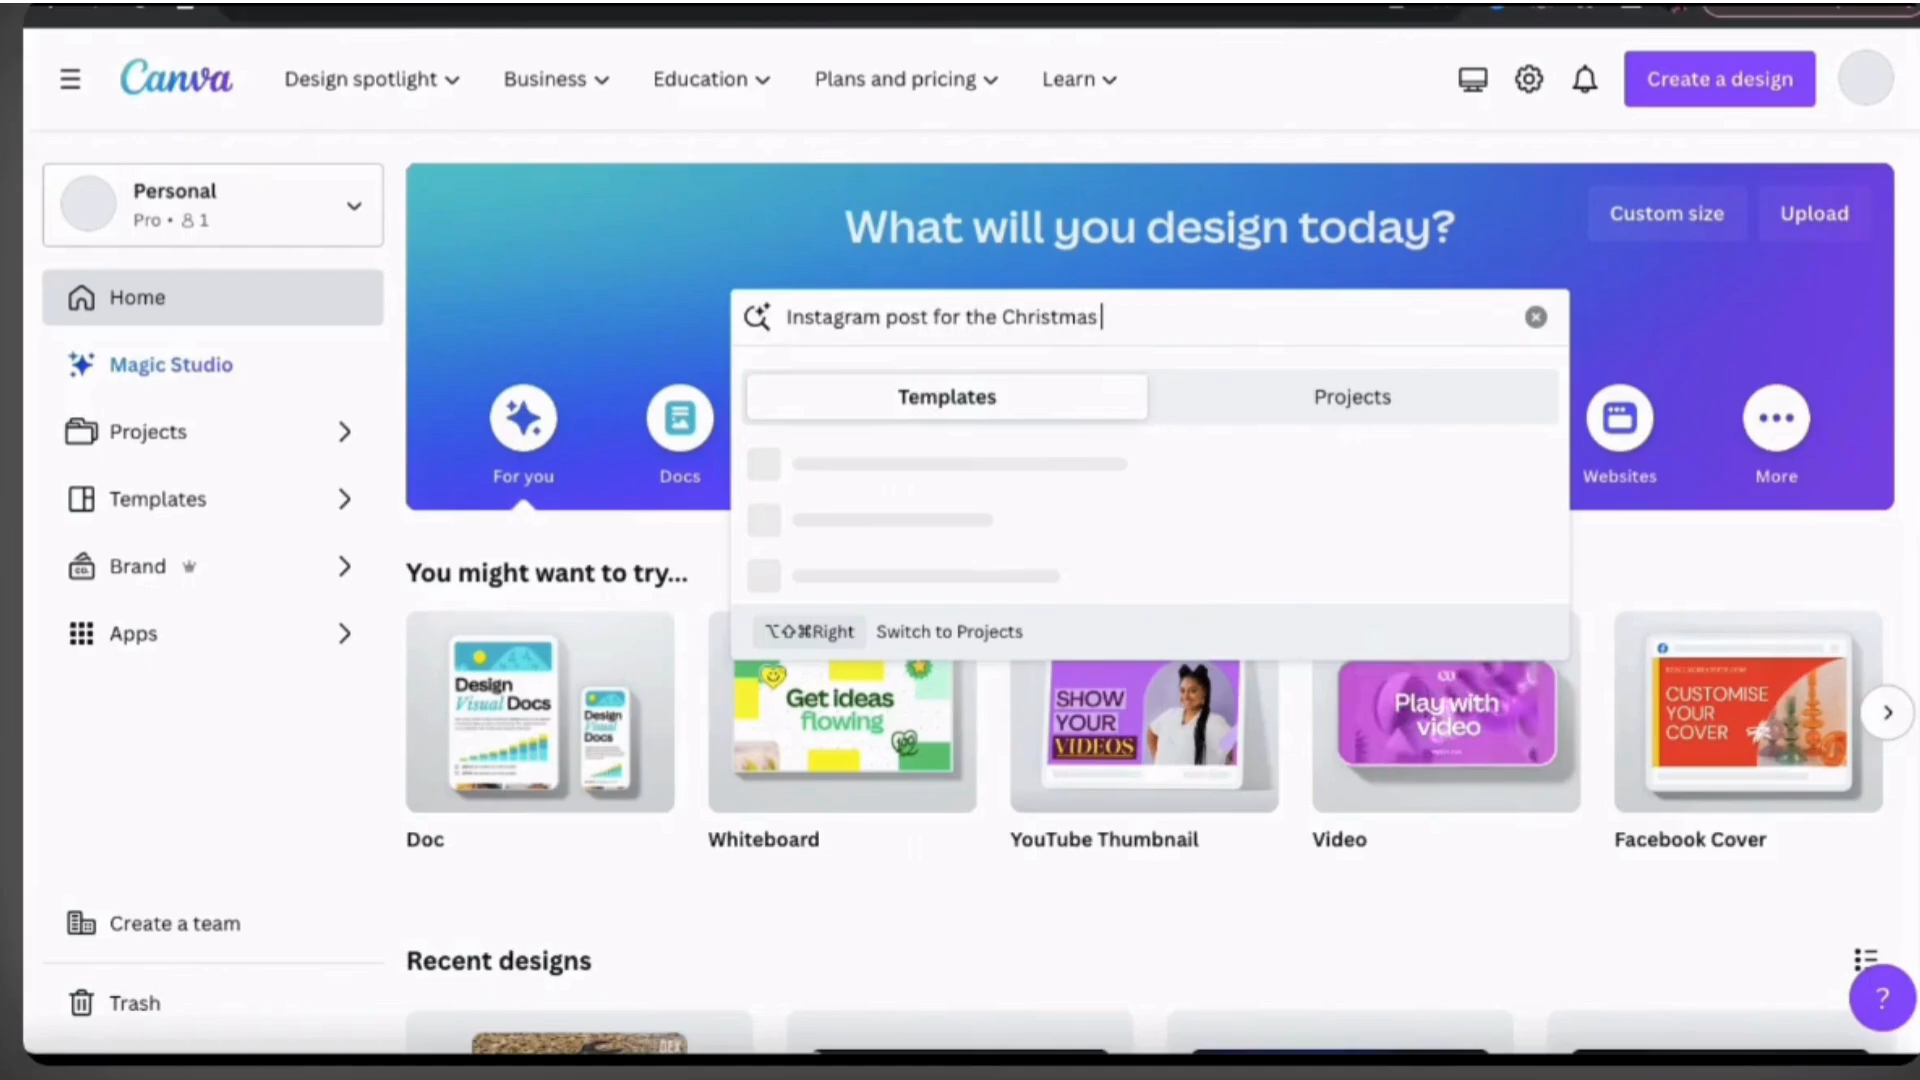 Canva
Design spotlight
Business
Education
Plans and pricing
Learn
Create a design
Personal
Pro • 1
Home
Magic Studio
Projects
Templates
Brand
Apps
Create a team
Trash
What will you design today?
Custom size
Upload
Instagram post for the Christmas
Templates
Projects
⌥⇧⌘Right
Switch to Projects
For you
Docs
Websites
More
You might want to try...
Design
Visual Docs
Design
Visual
Docs
Get ideas
flowing
100
SHOW
YOUR
VIDEOS
Play with
video
CUSTOMISE
YOUR
COVER
Doc
Whiteboard
YouTube Thumbnail
Video
Facebook Cover
Recent designs
?